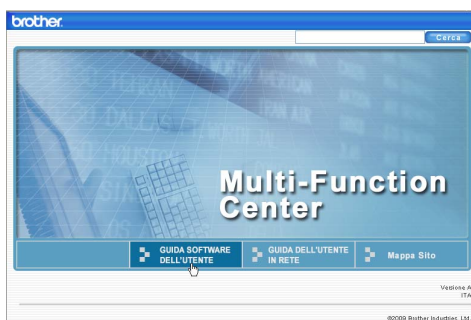 brother
Cerca
Multi-Function
Center
GUIDA SOFTWARE
DELL'UTENTE
GUIDA DELL'UTENTE
IN RETE
Mappa Sito
Versione A
ITA
©2009 Brother Industries, Ltd.